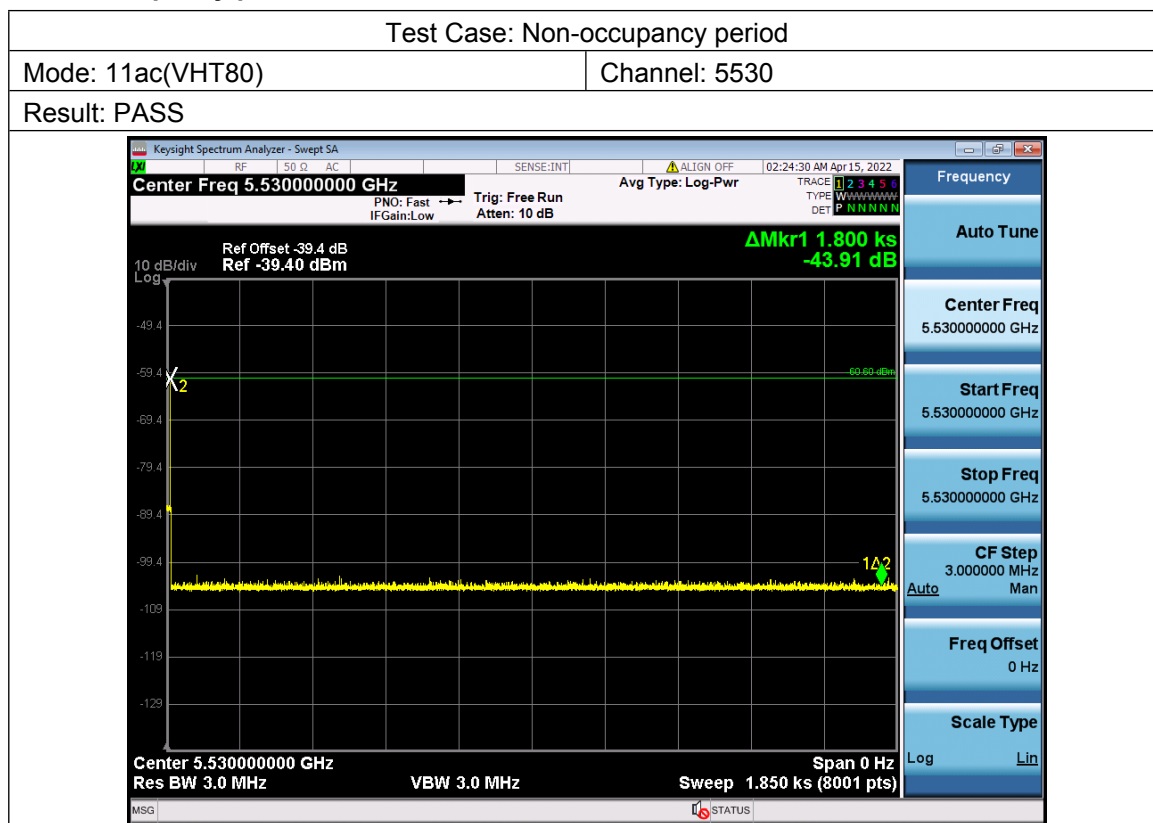 Test Case: Non-occupancy period
Mode: 11ac(VHT80) Channel: 5530
Result: PASS
Keysight Spectrum Analyzer - Swept SA
LXI RF 50 Ω AC SENSE:INT ALIGN OFF 02:24:30 AM Apr 15, 2022
Center Freq 5.530000000 GHz Avg Type: Log-Pwr TRACE 1 2 3 4 5 6
PNO: Fast Trig: Free Run TYPE WWWWWWW
IFGain:Low Atten: 10 dB DET P N N N N N
Frequency
Auto Tune
Ref Offset -39.4 dB ΔMkr1 1.800 ks
10 dB/div Ref -39.40 dBm -43.91 dB
Log
-49.4
-59.4
-60.60 dBm
2
-69.4
-79.4
-89.4
-99.4
1Δ2
-109
-119
-129
Center 5.530000000 GHz Span 0 Hz
Res BW 3.0 MHz VBW 3.0 MHz Sweep 1.850 ks (8001 pts)
MSG STATUS
Center Freq
5.530000000 GHz
Start Freq
5.530000000 GHz
Stop Freq
5.530000000 GHz
CF Step
3.000000 MHz
Auto Man
Freq Offset
0 Hz
Scale Type
Log Lin